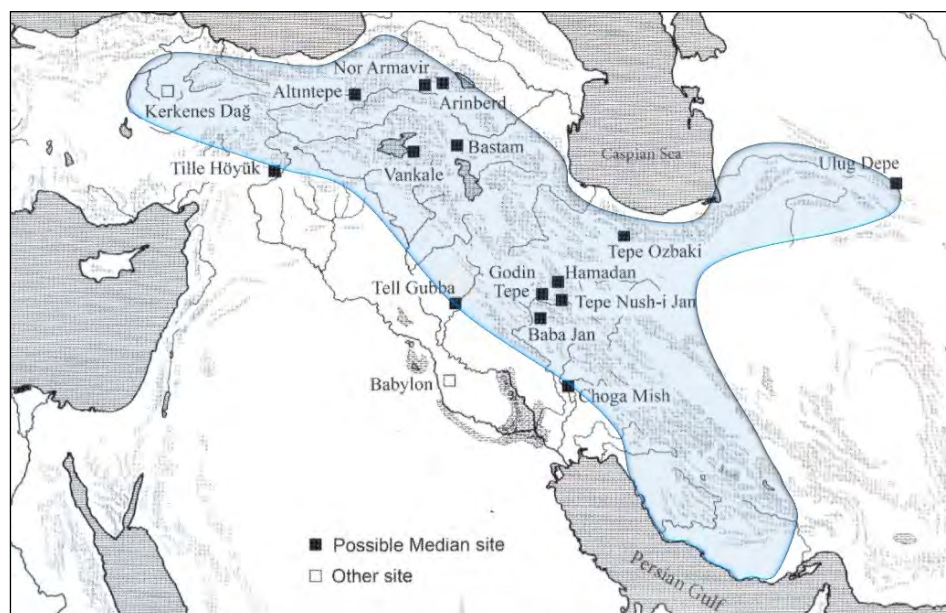 Nor Armavir
Altıntepe
Arinberd
Kerkenes Dağ
Bastam
Caspian Sea
Ulug Depe
Tille Höyük
Vankale
Tepe Ozbaki
Godin
Tepe
Hamadan
Tell Gubba
Tepe Nush-i Jan
Baba Jan
Babylon
Choga Mish
Possible Median site
Other site
Persian Gulf